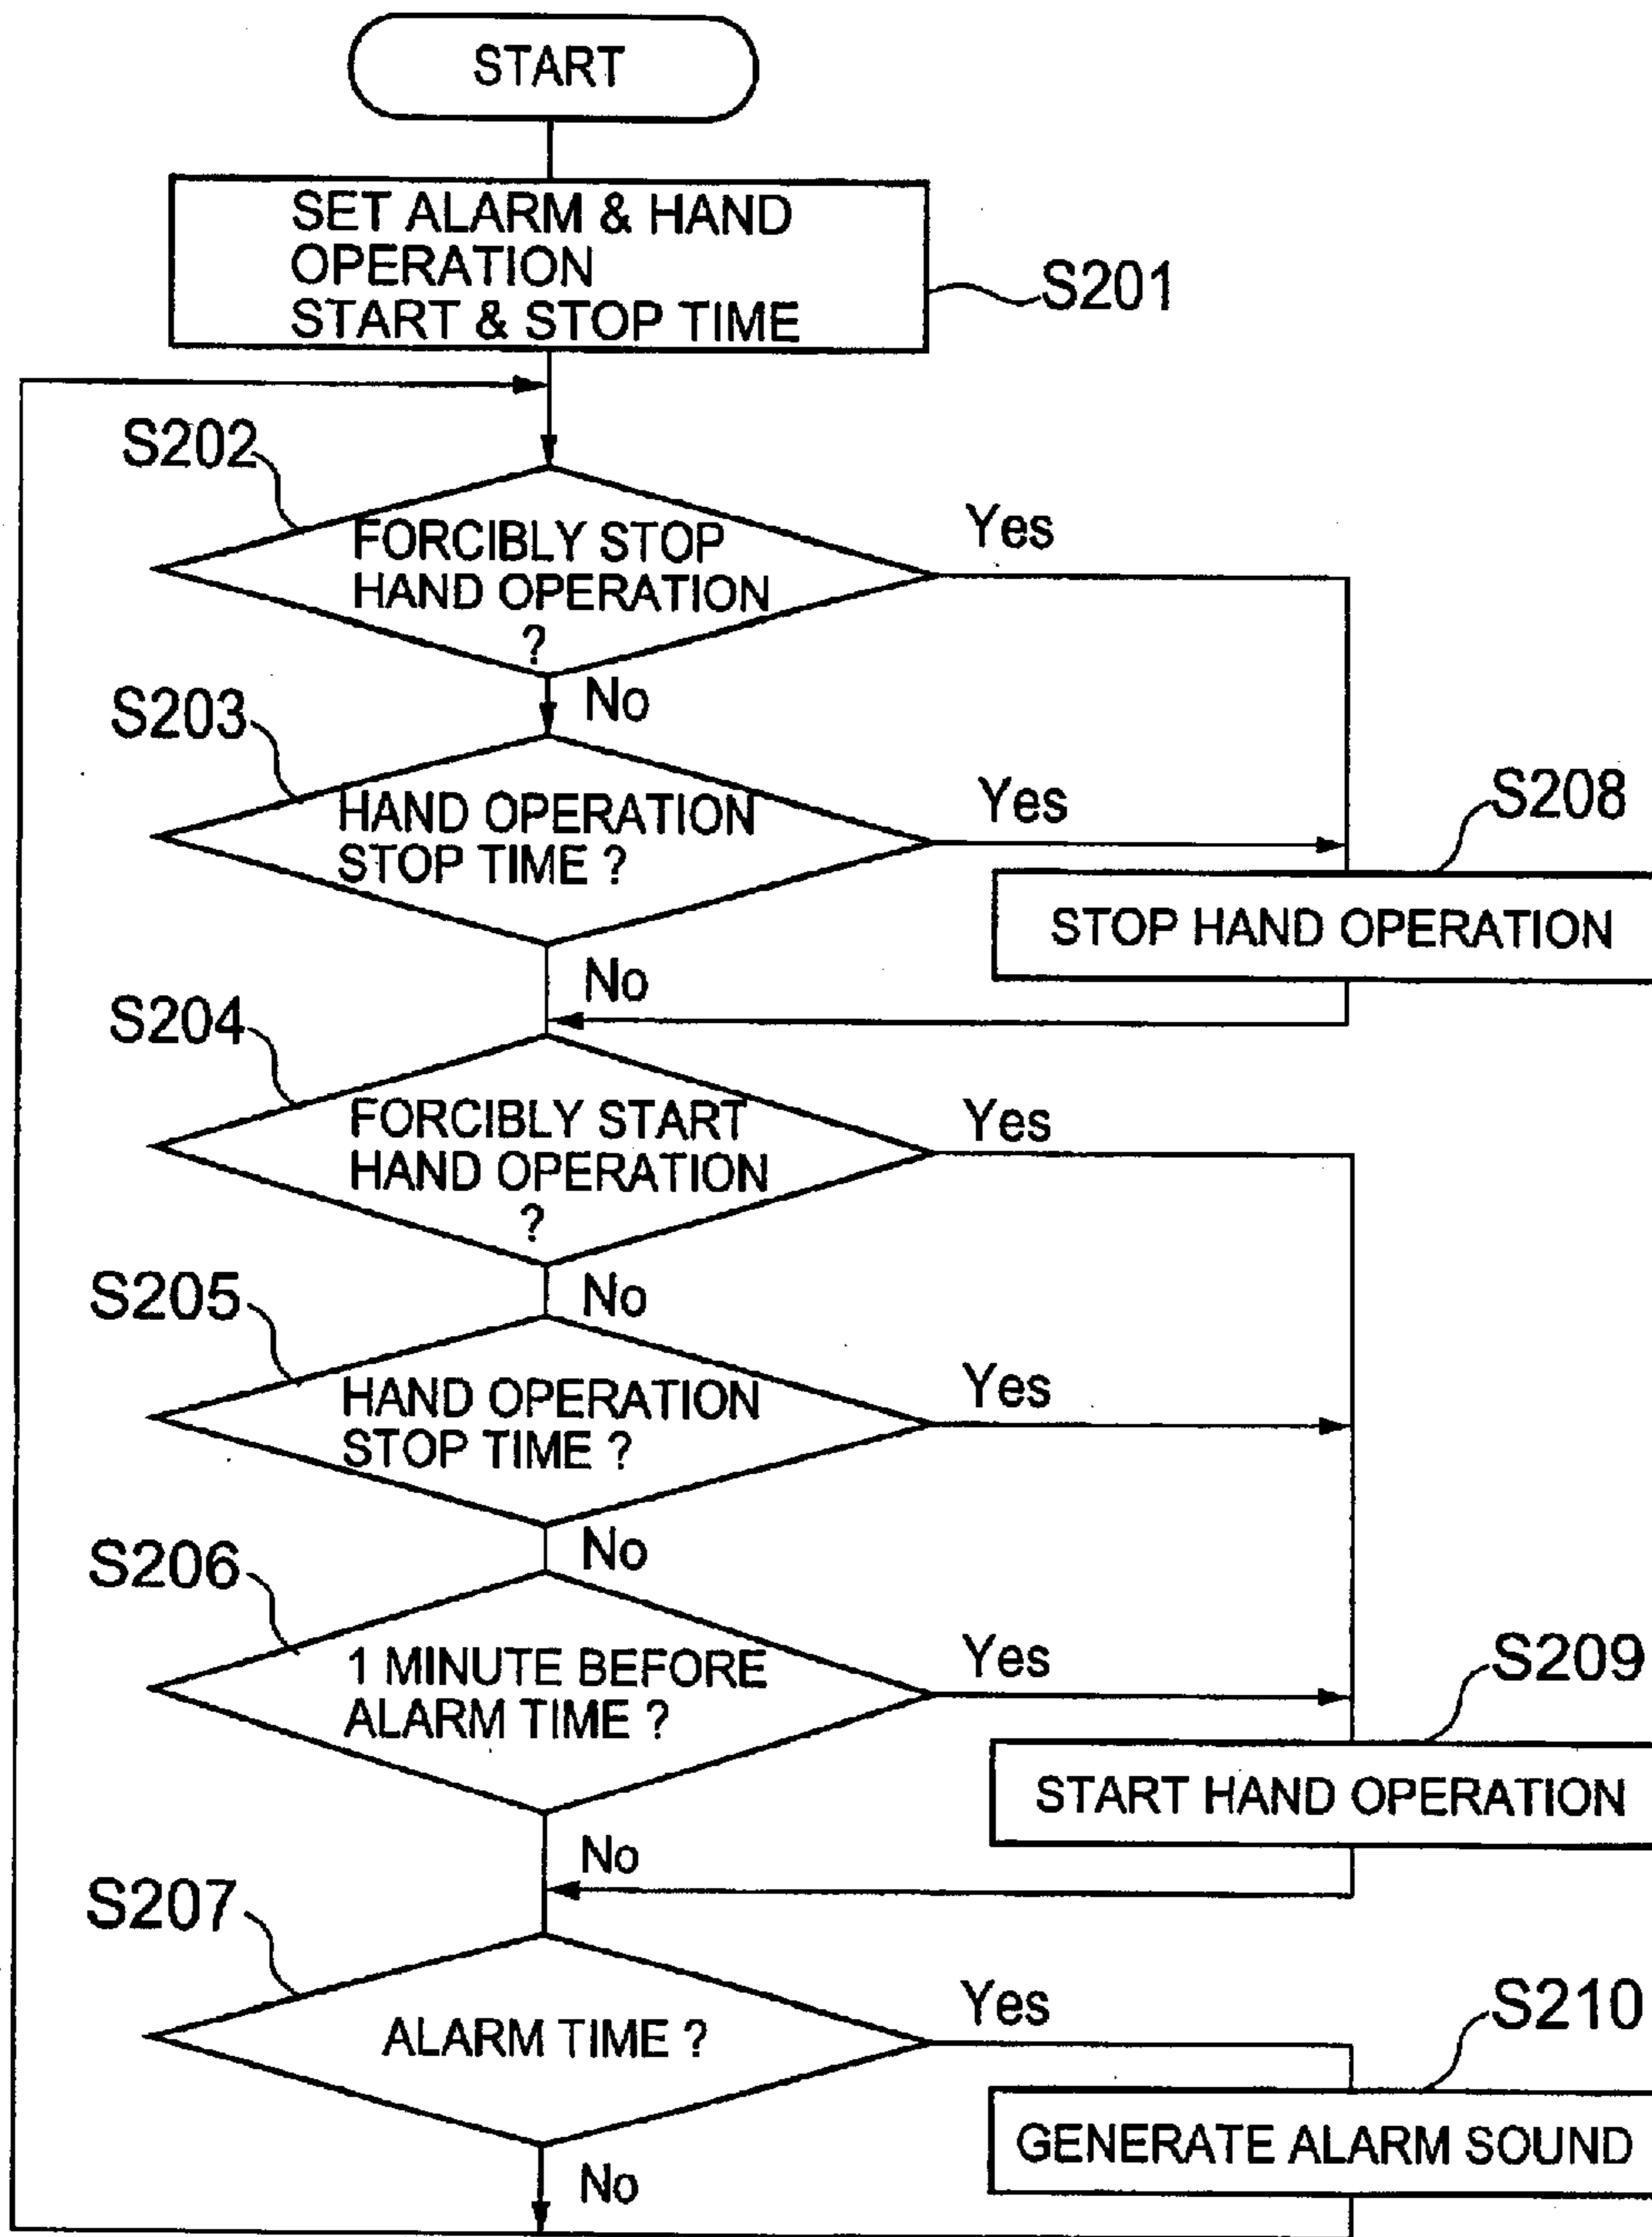 START
SET ALARM & HAND
OPERATION
START & STOP TIME
S201
S202
FORCIBLY STOP
HAND OPERATION
?
Yes
No
S203
HAND OPERATION
STOP TIME ?
Yes
S208
STOP HAND OPERATION
No
S204
FORCIBLY START
HAND OPERATION
?
Yes
No
S205
HAND OPERATION
STOP TIME ?
Yes
No
S206
1 MINUTE BEFORE
ALARM TIME ?
Yes
S209
START HAND OPERATION
No
S207
ALARM TIME ?
Yes
S210
GENERATE ALARM SOUND
No